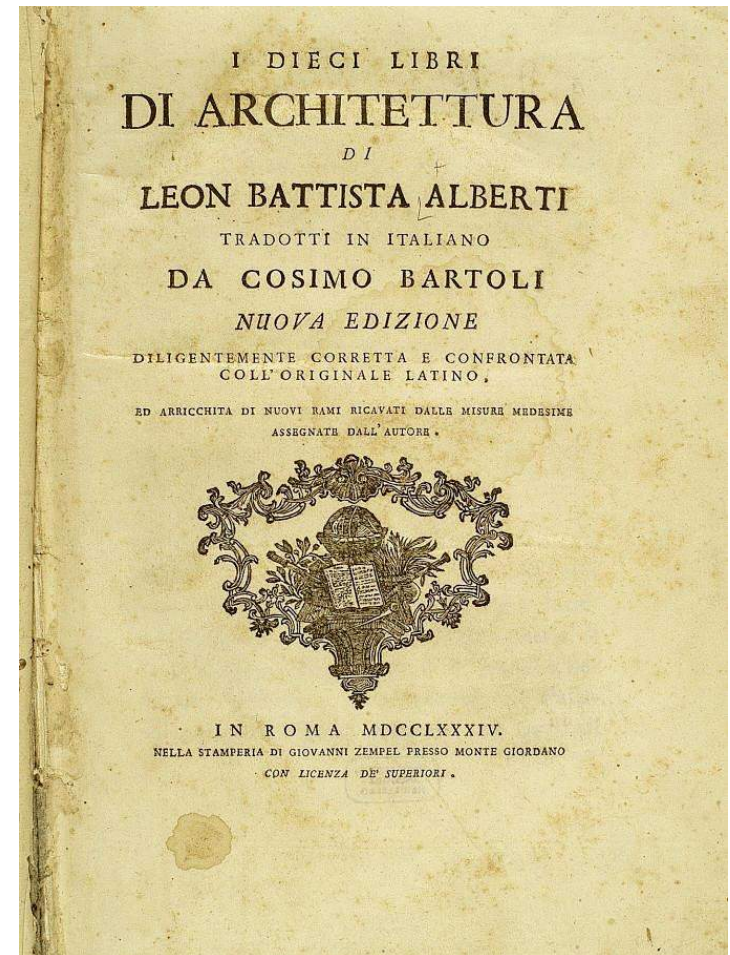 I DIECI LIBRI
DI ARCHITETTURA
DI
LEON BATTISTA ALBERTI
TRADOTTI IN ITALIANO
DA COSIMO BARTOLI
NUOVA EDIZIONE
DILIGENTEMENTE CORRETTA E CONFRONTATA
COLL' ORIGINALE LATINO,
ED ARRICCHITA DI NUOVI RAMI RICAVATI DALLE MISURE MEDESIME
ASSEGNATE DALL' AUTORE.
IN ROMA MDCCLXXXIV.
NELLA STAMPERIA DI GIOVANNI ZEMPEL PRESSO MONTE GIORDANO
CON LICENZA DE' SUPERIORI.